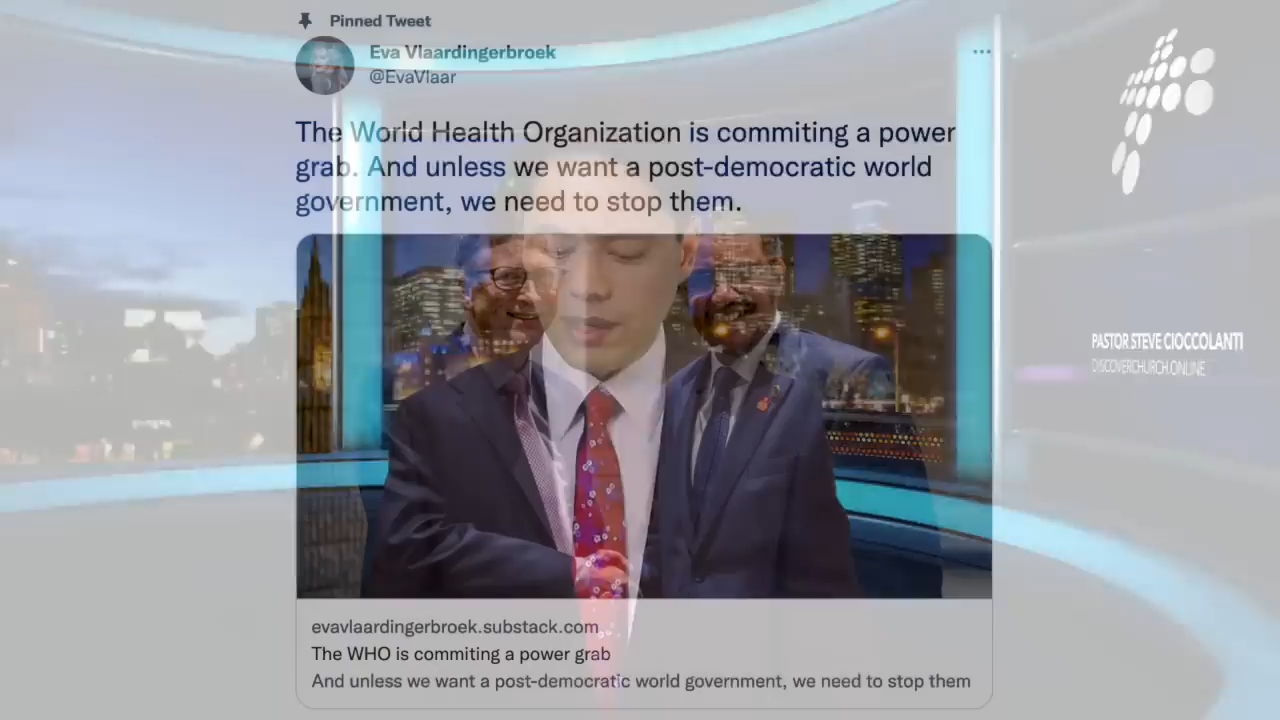 Pinned Tweet
Eva Vlaardingerbroek
@EvaVlaar
The World Health Organization is commiting a power
grab. And unless we want a post-democratic world
government, we need to stop them.
PASTOR STEVE CIOCCOLANTI
DISCOVERCHURCH.ONLINE
evavlaardingerbroek.substack.com
The WHO is commiting a power grab
And unless we want a post-democratic world government, we need to stop them